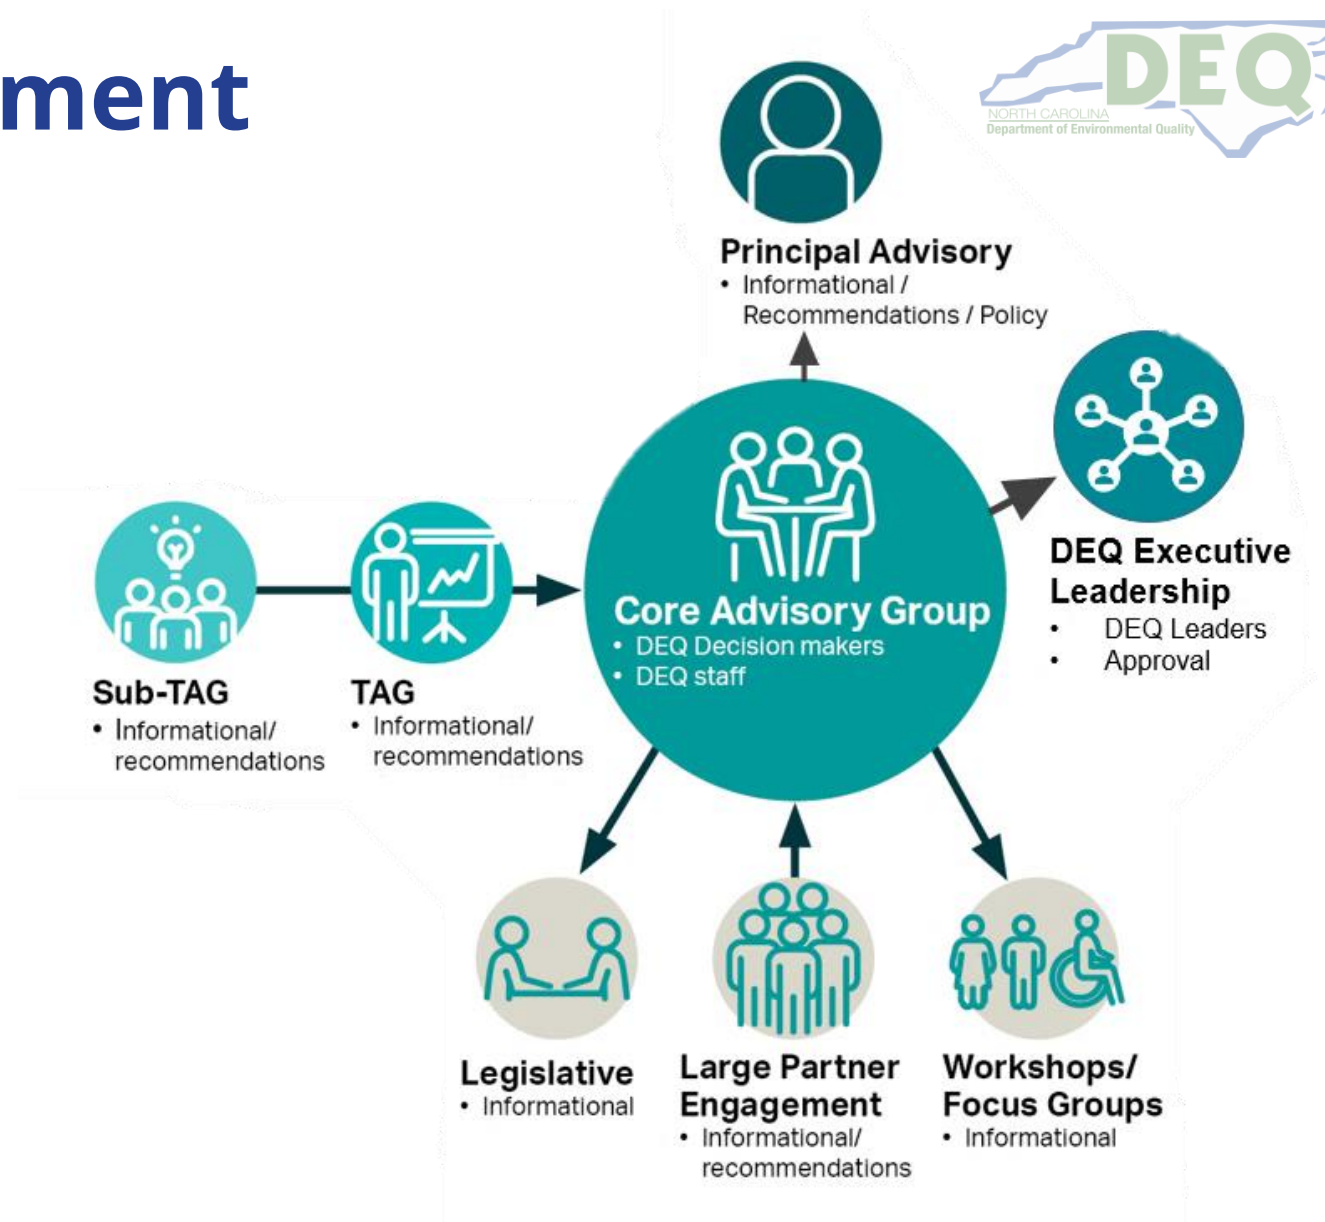 ment
DEQ
NORTH CAROLINA
Department of Environmental Quality
Principal Advisory
• Informational /
Recommendations / Policy
DEQ Executive
Leadership
• DEQ Leaders
• Approval
Core Advisory Group
• DEQ Decision makers
• DEQ staff
Sub-TAG
• Informational/
recommendations
TAG
• Informational/
recommendations
Legislative
• Informational
Large Partner
Engagement
• Informational/
recommendations
Workshops/
Focus Groups
• Informational